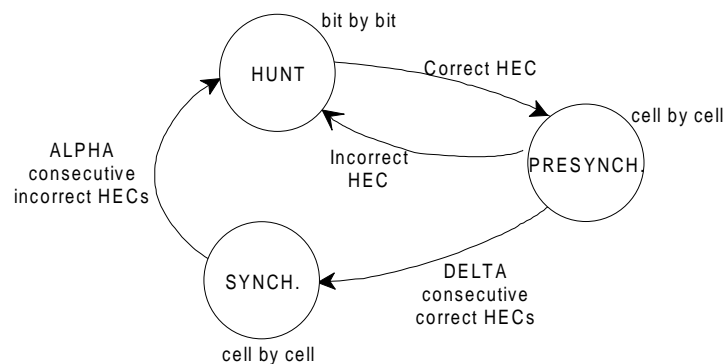 bit by bit
HUNT
Correct HEC
cell by cell
Incorrect
HEC
PRESYNCH.
ALPHA
consecutive
incorrect HECs
SYNCH.
DELTA
consecutive
correct HECs
cell by cell